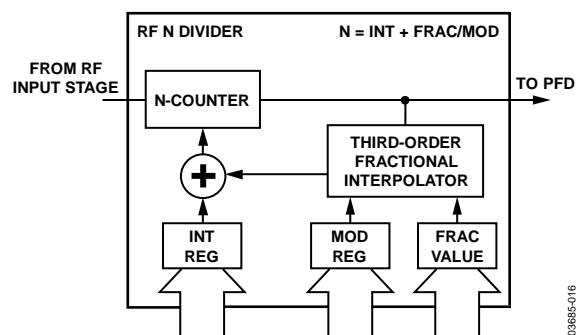 RF N DIVIDER
N = INT + FRAC/MOD
FROM RF
INPUT STAGE
TO PFD
N-COUNTER
THIRD-ORDER
FRACTIONAL
INTERPOLATOR
INT
REG
MOD
REG
FRAC
VALUE
03685-016